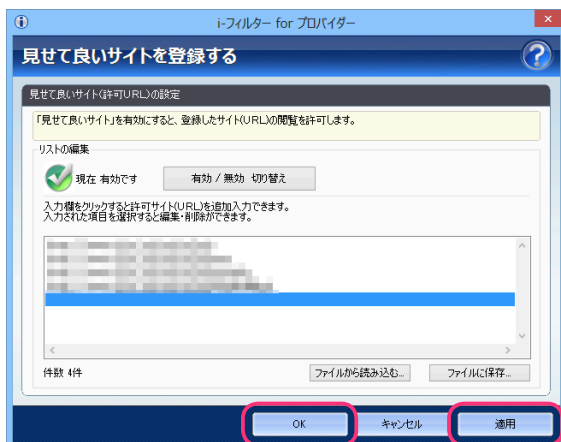 i-フィルター for プロバイダー
見せて良いサイトを登録する
見せて良いサイト(許可URL)の設定
「見せて良いサイト」を有効にすると、登録したサイト(URL)の閲覧を許可します。
リストの編集
現在 有効です
有効 / 無効 切り替え
入力欄をクリックすると許可サイト(URL)を追加入力できます。
入力された項目を選択すると編集・削除ができます。
件数 4件
ファイルから読み込む...
ファイルに保存...
OK
キャンセル
適用